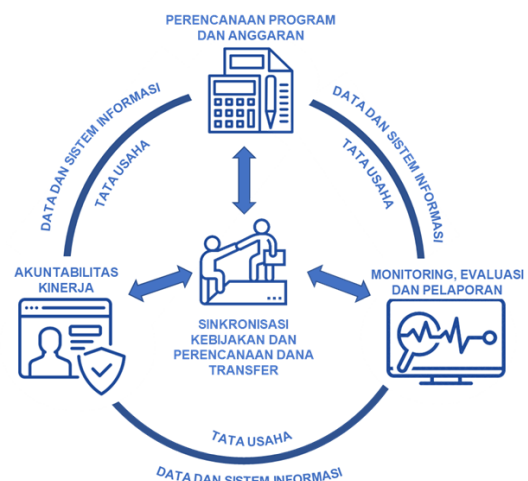 PERENCANAAN PROGRAM
DAN ANGGARAN
DATA DAN SISTEM INFORMASI
TATA USAHA
DATA DAN SISTEM INFORMASI
TATA USAHA
AKUNTABILITAS
KINERJA
MONITORING, EVALUASI
DAN PELAPORAN
SINKRONISASI
KEBIJAKAN DAN
PERENCANAAN DANA
TRANSFER
TATA USAHA
DATA DAN SISTEM INFORMASI